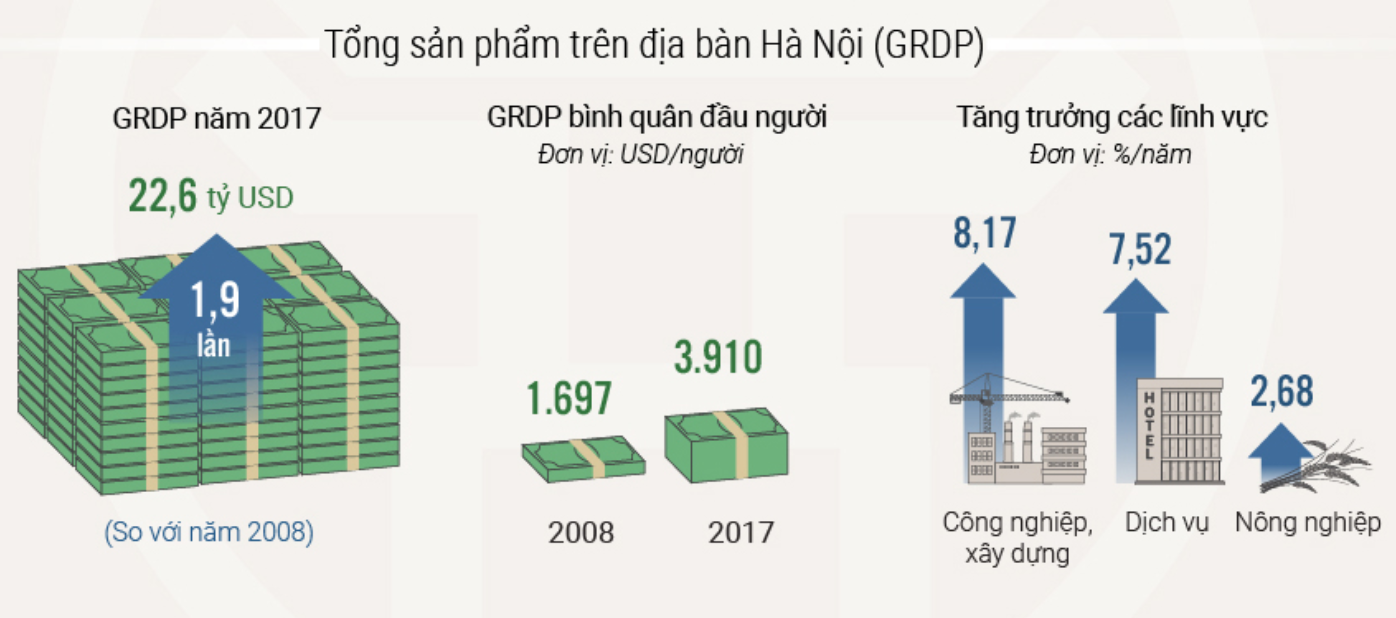 Tổng sản phẩm trên địa bàn Hà Nội (GRDP)
GRDP năm 2017
22,6 tỷ USD
1,9
lần
(So với năm 2008)
GRDP bình quân đầu người
Đơn vị: USD/người
1.697
3.910
2008
2017
Tăng trưởng các lĩnh vực
Đơn vị: %/năm
8,17
7,52
2,68
HOTEL
Công nghiệp,
xây dựng
Dịch vụ
Nông nghiệp